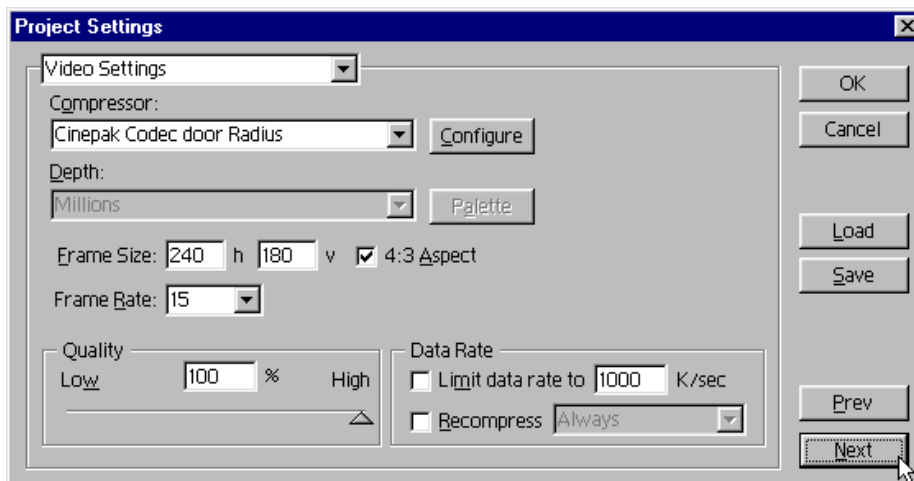 Project Settings
Video Settings
Compressor:
Cinepak Codec door Radius
Configure
Depth:
Millions
Palette
Frame Size: 240 h 180 v 4:3 Aspect
Frame Rate: 15
Quality
Low 100 % High
Data Rate
Limit data rate to 1000 K/sec
Recompress Always
OK
Cancel
Load
Save
Prev
Next